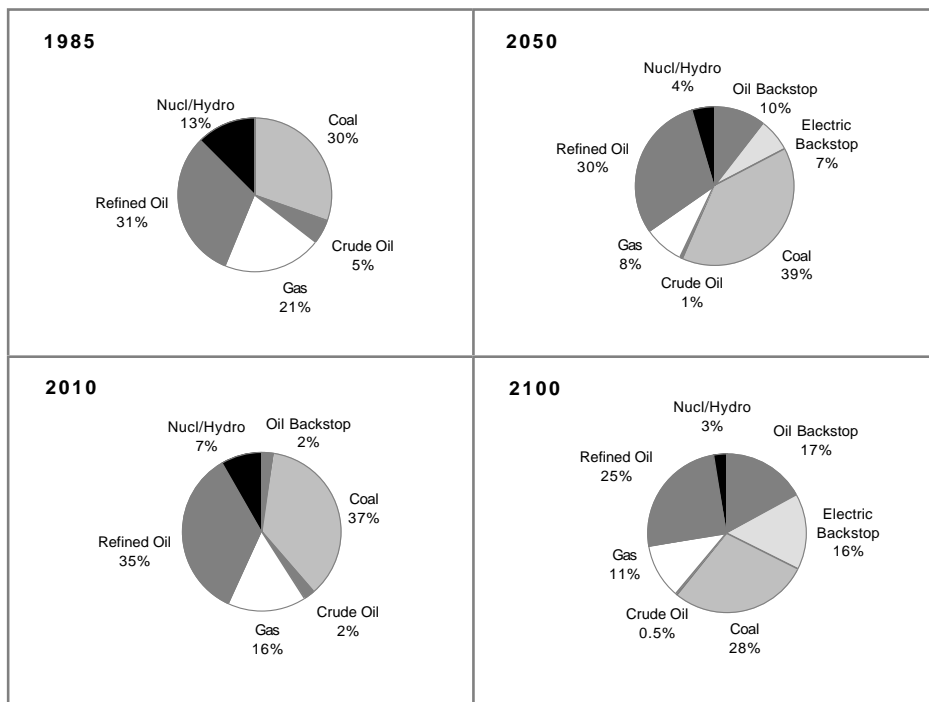 1985
Nucl/Hydro
13%
Coal
30%
Refined Oil
31%
Crude Oil
5%
Gas
21%
2050
Nucl/Hydro
4%
Oil Backstop
10%
Electric
Backstop
7%
Refined Oil
30%
Gas
8%
Crude Oil
1%
Coal
39%
2010
Nucl/Hydro
7%
Oil Backstop
2%
Coal
37%
Refined Oil
35%
Crude Oil
2%
Gas
16%
2100
Nucl/Hydro
3%
Oil Backstop
17%
Refined Oil
25%
Electric
Backstop
16%
Gas
11%
Crude Oil
0.5%
Coal
28%